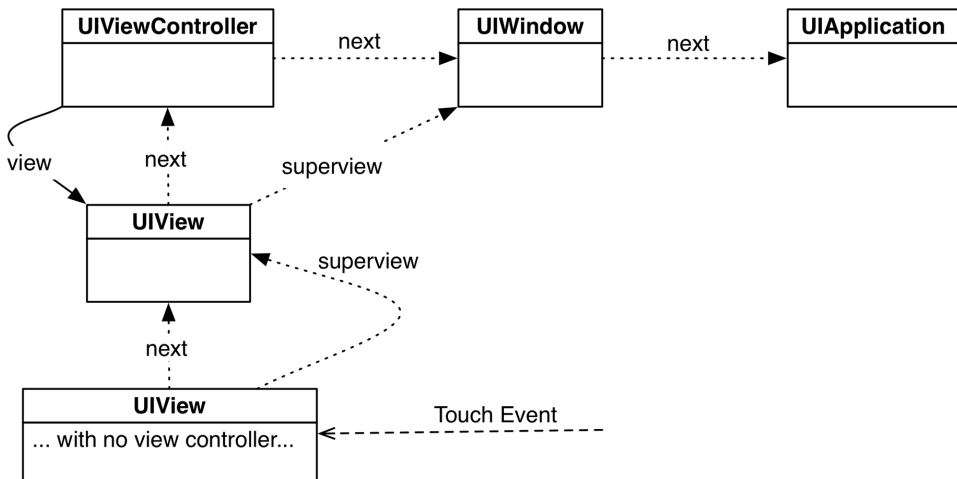 UIViewController
UIWindow
UIApplication
next
next
view
next
superview
UIView
superview
next
UIView
... with no view controller...
Touch Event